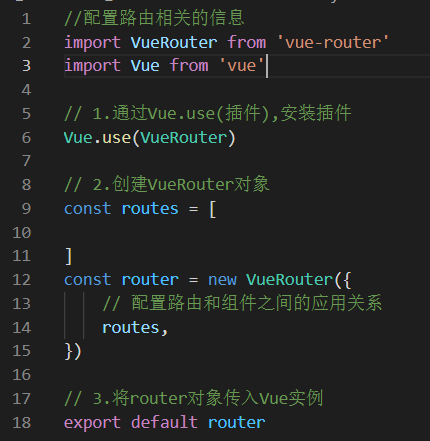 1 //配置路由相关的信息
2 import VueRouter from 'vue-router'
3 import Vue from 'vue'
4
5 // 1.通过Vue.use(插件),安装插件
6 Vue.use(VueRouter)
7
8 // 2.创建VueRouter对象
9 const routes = [
10
11 ]
12 const router = new VueRouter({
13     // 配置路由和组件之间的应用关系
14     routes,
15 })
16
17 // 3.将router对象传入Vue实例
18 export default router